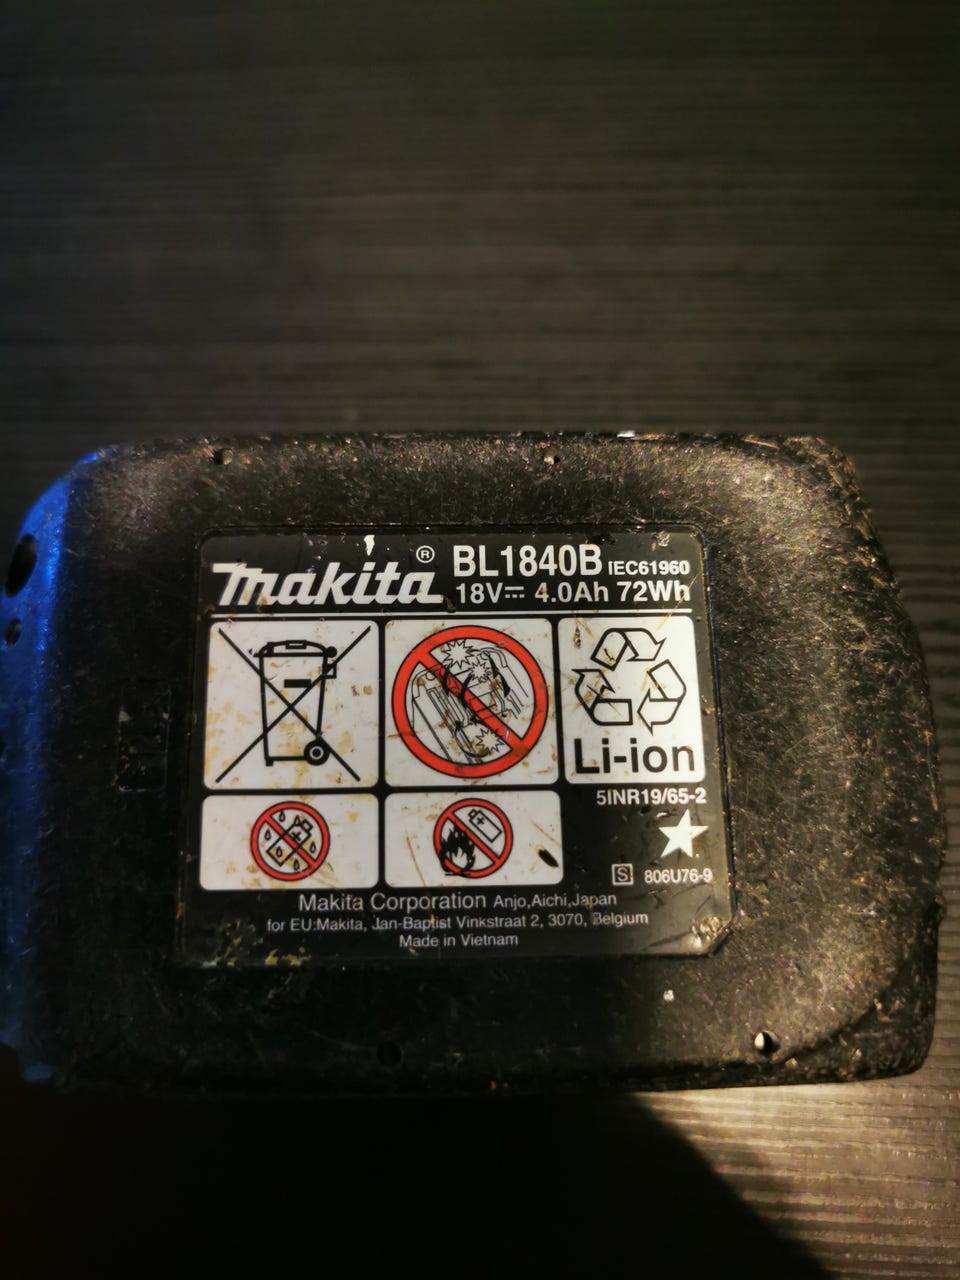 makita® BL1840B IEC61960
18V⎓ 4.0Ah 72Wh
Li-ion
5INR19/65-2
S 806U76-9
Makita Corporation Anjo,Aichi,Japan
for EU:Makita, Jan-Baptist Vinkstraat 2, 3070, Belgium
Made in Vietnam